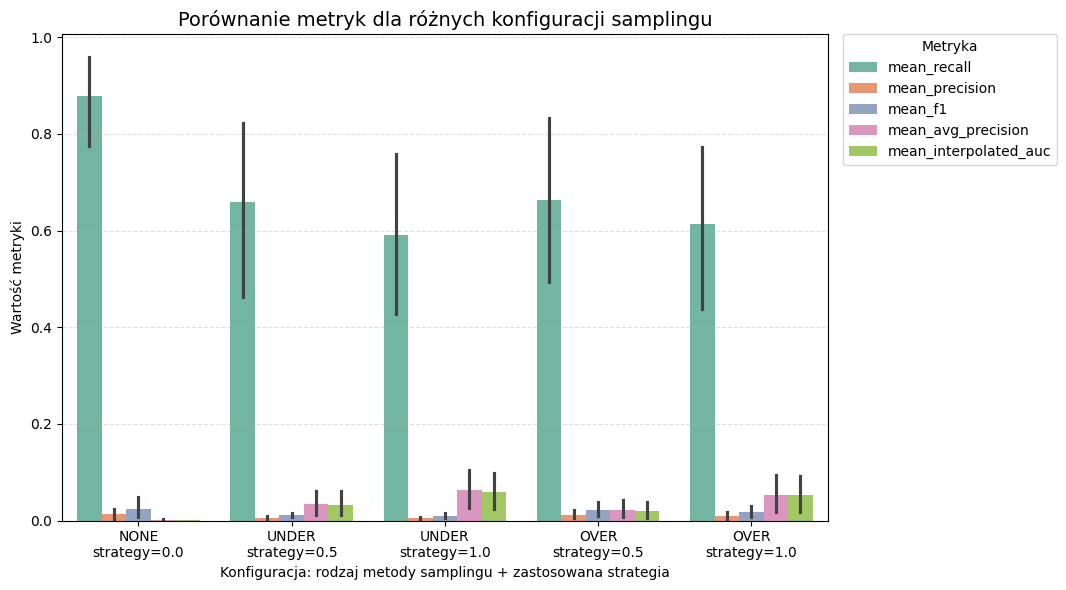 Porównanie metryk dla różnych konfiguracji samplingu
Wartość metryki
1.0
0.8
0.6
0.4
0.2
0.0
NONE
strategy=0.0
UNDER
strategy=0.5
UNDER
strategy=1.0
OVER
strategy=0.5
OVER
strategy=1.0
Konfiguracja: rodzaj metody samplingu + zastosowana strategia
Metryka
mean_recall
mean_precision
mean_f1
mean_avg_precision
mean_interpolated_auc